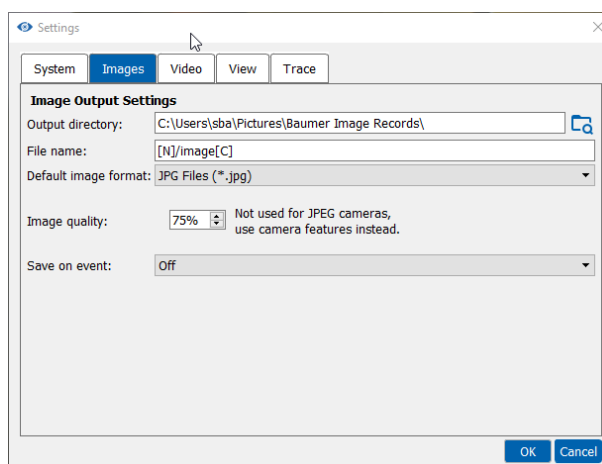 Settings
System Images Video View Trace
Image Output Settings
Output directory: C:\Users\sba\Pictures\Baumer Image Records\
File name: [N]/image[C]
Default image format: JPG Files (*.jpg)
Image quality: 75% Not used for JPEG cameras,
use camera features instead.
Save on event: Off
OK Cancel